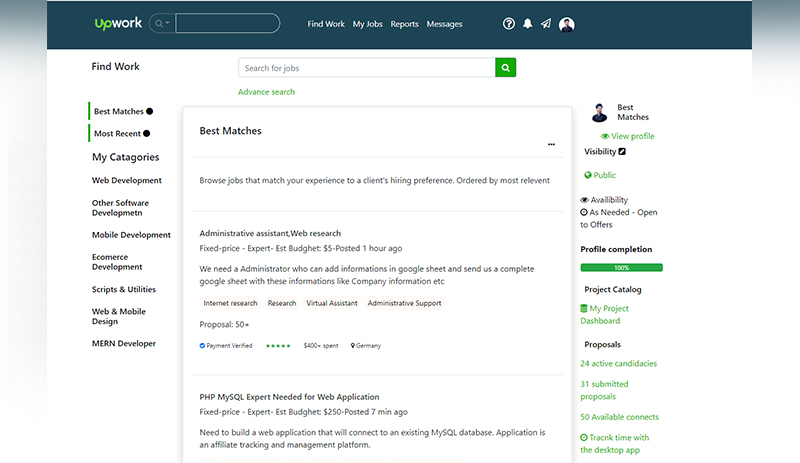 upwork
Find Work My Jobs Reports Messages
Find Work
Search for jobs
Advance search
Best Matches
Most Recent
My Catagories
Web Development
Other Software
Developmetn
Mobile Development
Ecomerce
Development
Scripts & Utilities
Web & Mobile
Design
MERN Developer
Best Matches
Browse jobs that match your experience to a client's hiring preference. Ordered by most relevent
Administrative assistant,Web research
Fixed-price - Expert- Est Budghet: $5-Posted 1 hour ago
We need a Administrator who can add informations in google sheet and send us a complete
google sheet with these informations like Company information etc
Internet research Research Virtual Assistant Administrative Support
Proposal: 50+
Payment Verified $400+ spent Germany
PHP MySQL Expert Needed for Web Application
Fixed-price - Expert- Est Budghet: $250-Posted 7 min ago
Need to build a web application that will connect to an existing MySQL database. Application is
an affiliate tracking and management platform.
Best
Matches
View profile
Visibility
Public
Availibility
As Needed - Open
to Offers
Profile completion
100%
Project Catalog
My Project
Dashboard
Proposals
24 active candidacies
31 submitted
proposals
50 Available connects
Tracnk time with
the desktop app